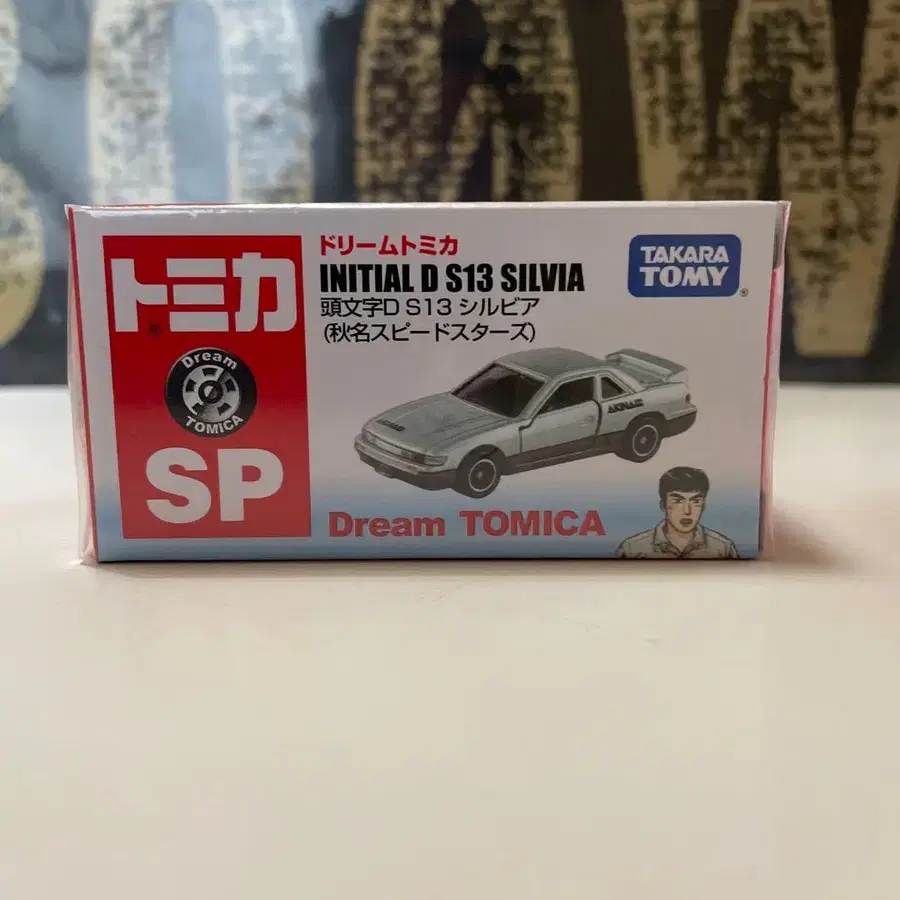 トミカ
Dream
TOMICA
SP
ドリームトミカ
INITIAL D S13 SILVIA
頭文字D S13 シルビア
(秋名スピードスターズ)
TAKARA
TOMY®
Dream TOMICA